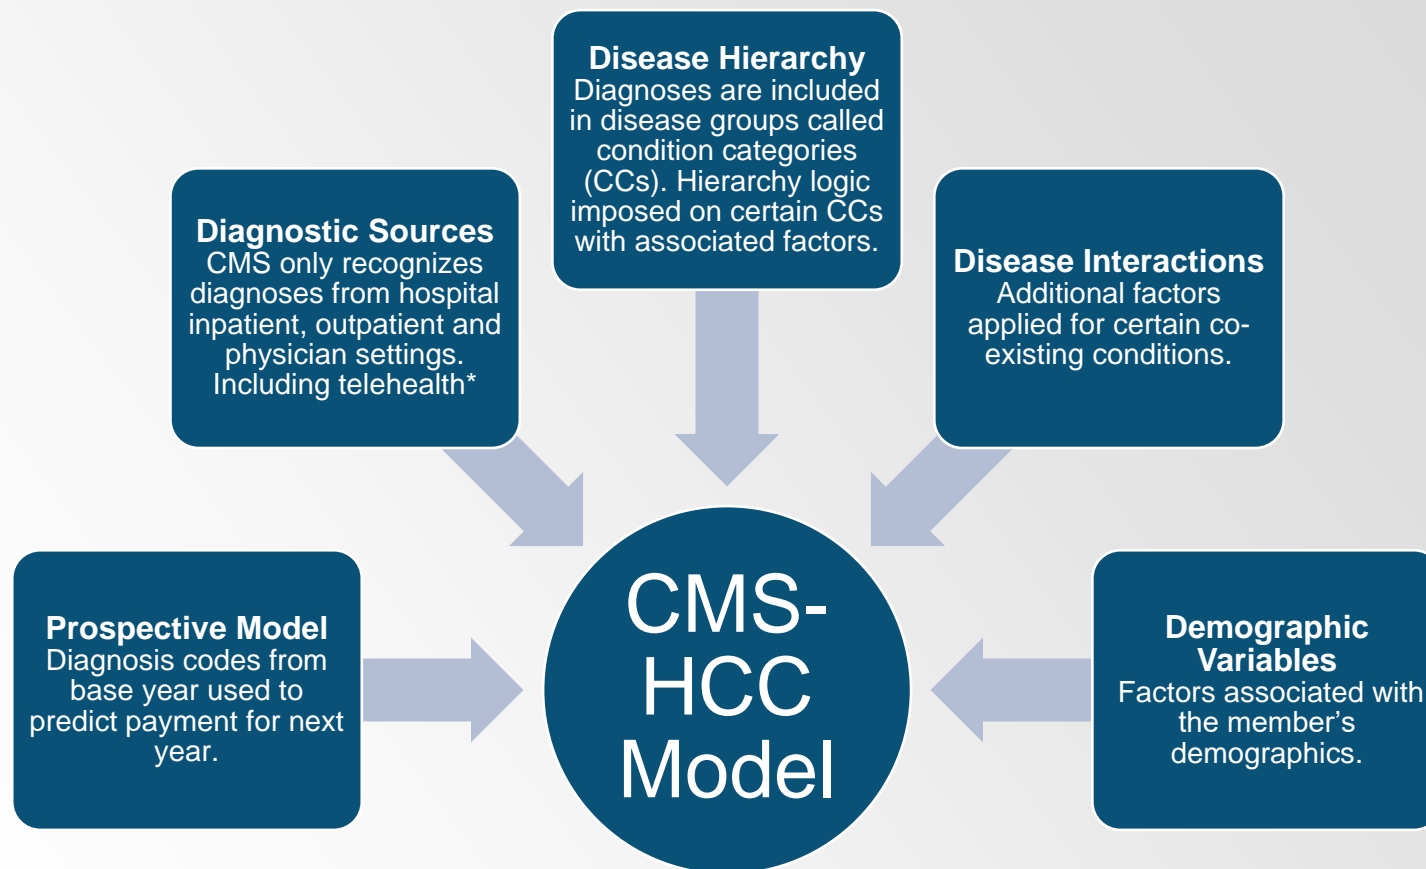 Prospective Model
Diagnosis codes from
base year used to
predict payment for next
year.
Diagnostic Sources
CMS only recognizes
diagnoses from hospital
inpatient, outpatient and
physician settings.
Including telehealth*
Disease Hierarchy
Diagnoses are included
in disease groups called
condition categories
(CCs). Hierarchy logic
imposed on certain CCs
with associated factors.
Disease Interactions
Additional factors
applied for certain co-
existing conditions.
Demographic
Variables
Factors associated with
the member’s
demographics.
CMS-
HCC
Model